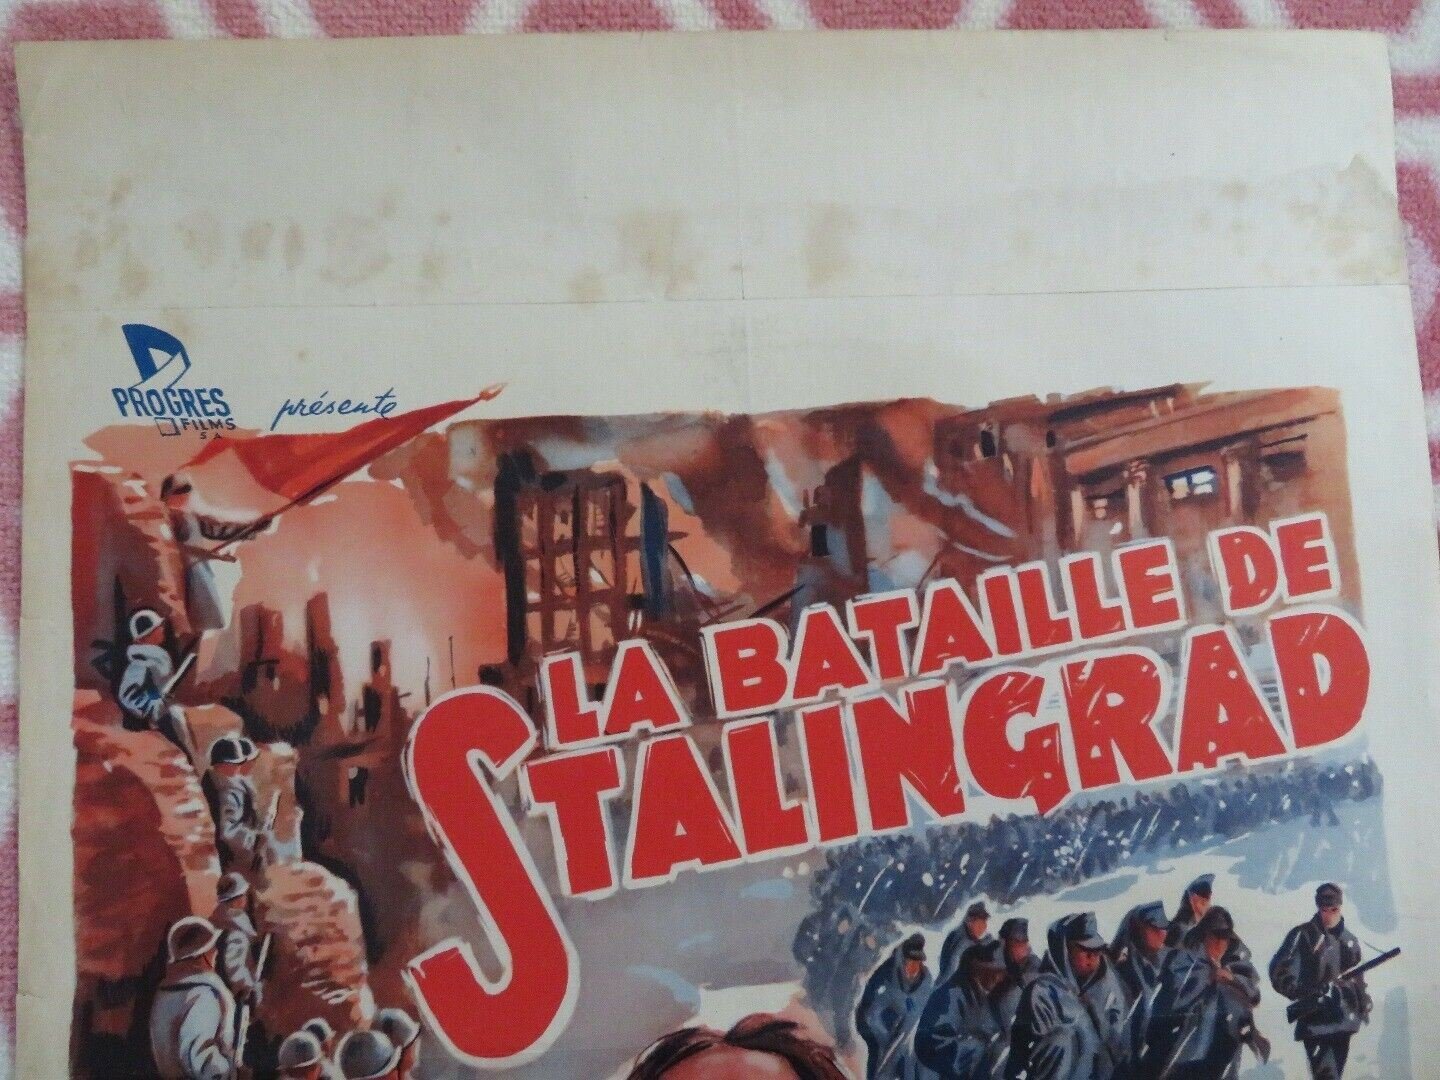 PROGRES
FILMS
S A
présente
LA BATAILLE DE
STALINGRAD